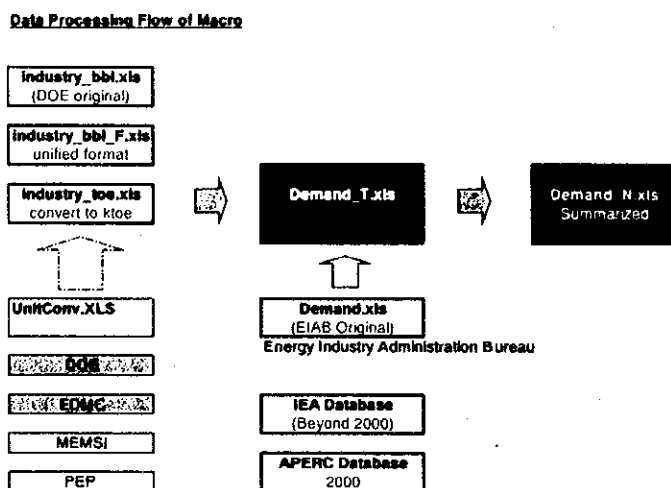 Data Processing Flow of Macro
industry_bbl.xls
(DOE original)
industry_bbl_F.xls
unified format
industry_toe.xls
convert to ktoe
Demand_T.xls
Demand_N.xls
Summarized
UnitConv.XLS
DOE
EDMC
MEMSI
PEP
Demand.xls
(EIAB Original)
Energy Industry Administration Bureau
IEA Database
(Beyond 2000)
APERC Database
2000